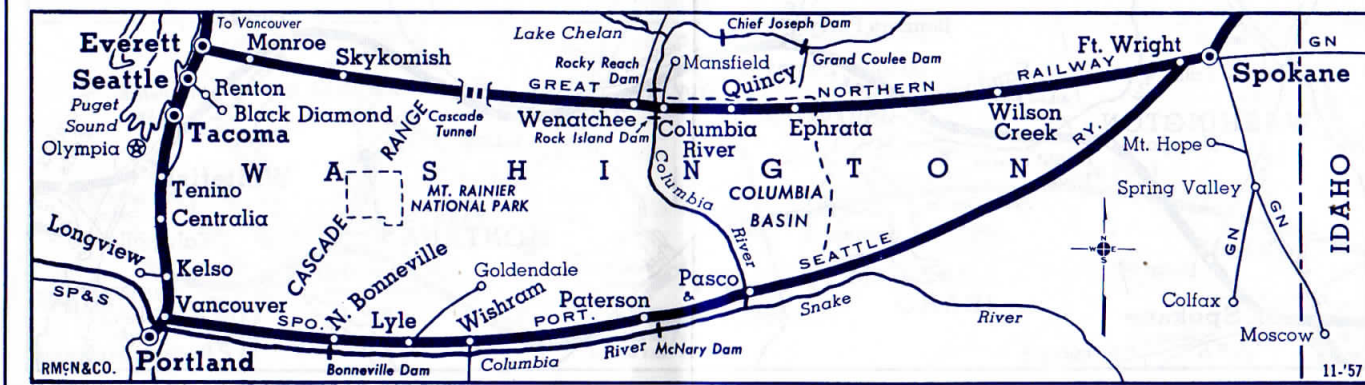 To Vancouver
Everett
Monroe
Skykomish
Seattle
Renton
Black Diamond
Puget
Sound
Tacoma
Olympia
Tenino
Centralia
Longview
Kelso
SP&S
Vancouver
Portland
RMCN&CO.
Lake Chelan
Chief Joseph Dam
Rocky Reach
Dam
Mansfield
Grand Coulee Dam
Quincy
GREAT NORTHERN RAILWAY
Cascade
Tunnel
Wenatchee
Rock Island Dam
Columbia
River
Ephrata
Wilson
Creek
Ft. Wright
Spokane
GN
WASHINGTON
CASCADE RANGE
MT. RAINIER
NATIONAL PARK
Columbia River
COLUMBIA
BASIN
Mt. Hope
Spring Valley
GN
GN
Colfax
Moscow
IDAHO
N
W E
S
SPO. PORT. & SEATTLE RY.
N. Bonneville
Lyle
Goldendale
Wishram
Paterson
Pasco
Snake River
Bonneville Dam
Columbia River
McNary Dam
11-'57